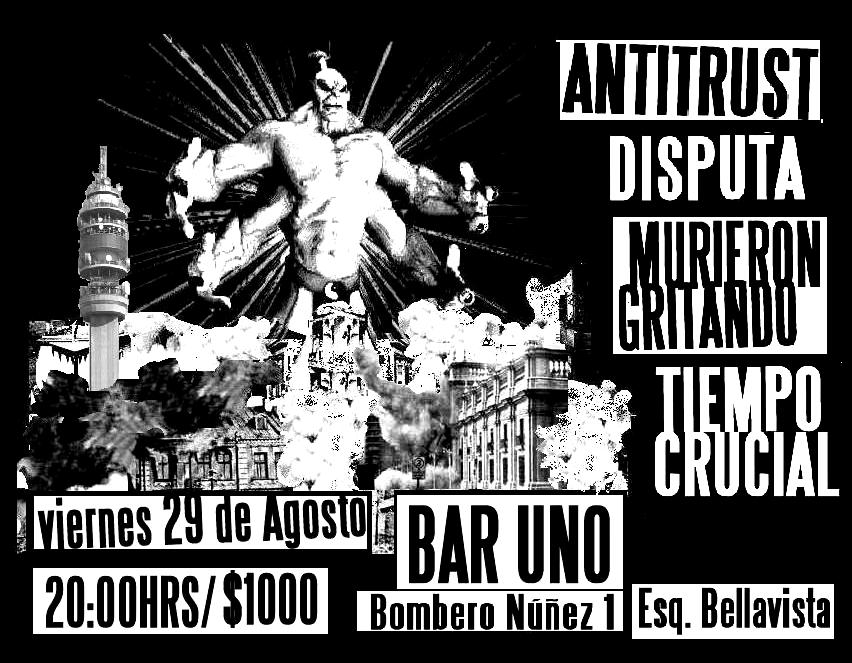 ANTITRUST
DISPUTA
MURIERON
GRITANDO
TIEMPO
CRUCIAL
viernes 29 de Agosto
20:00HRS/$1000
BAR UNO
Bombero Núñez 1
Esq. Bellavista